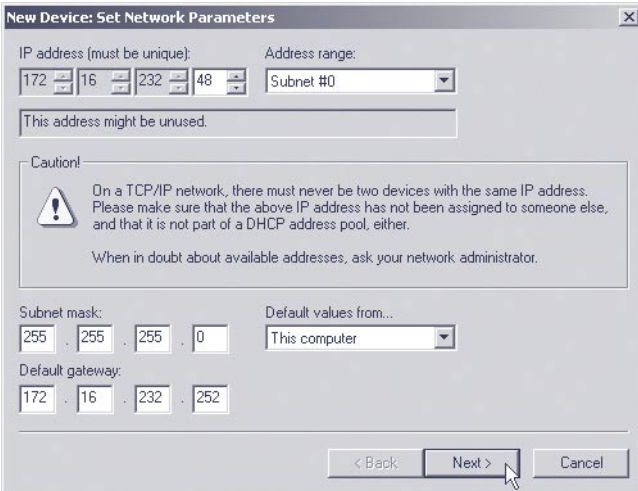 New Device: Set Network Parameters
IP address (must be unique): Address range:
172 16 232 48 Subnet #0
This address might be unused.
Caution!
On a TCP/IP network, there must never be two devices with the same IP address.
Please make sure that the above IP address has not been assigned to someone else,
and that it is not part of a DHCP address pool, either.
When in doubt about available addresses, ask your network administrator.
Subnet mask: Default values from...
255 . 255 . 255 . 0 This computer
Default gateway:
172 . 16 . 232 . 252
< Back Next > Cancel